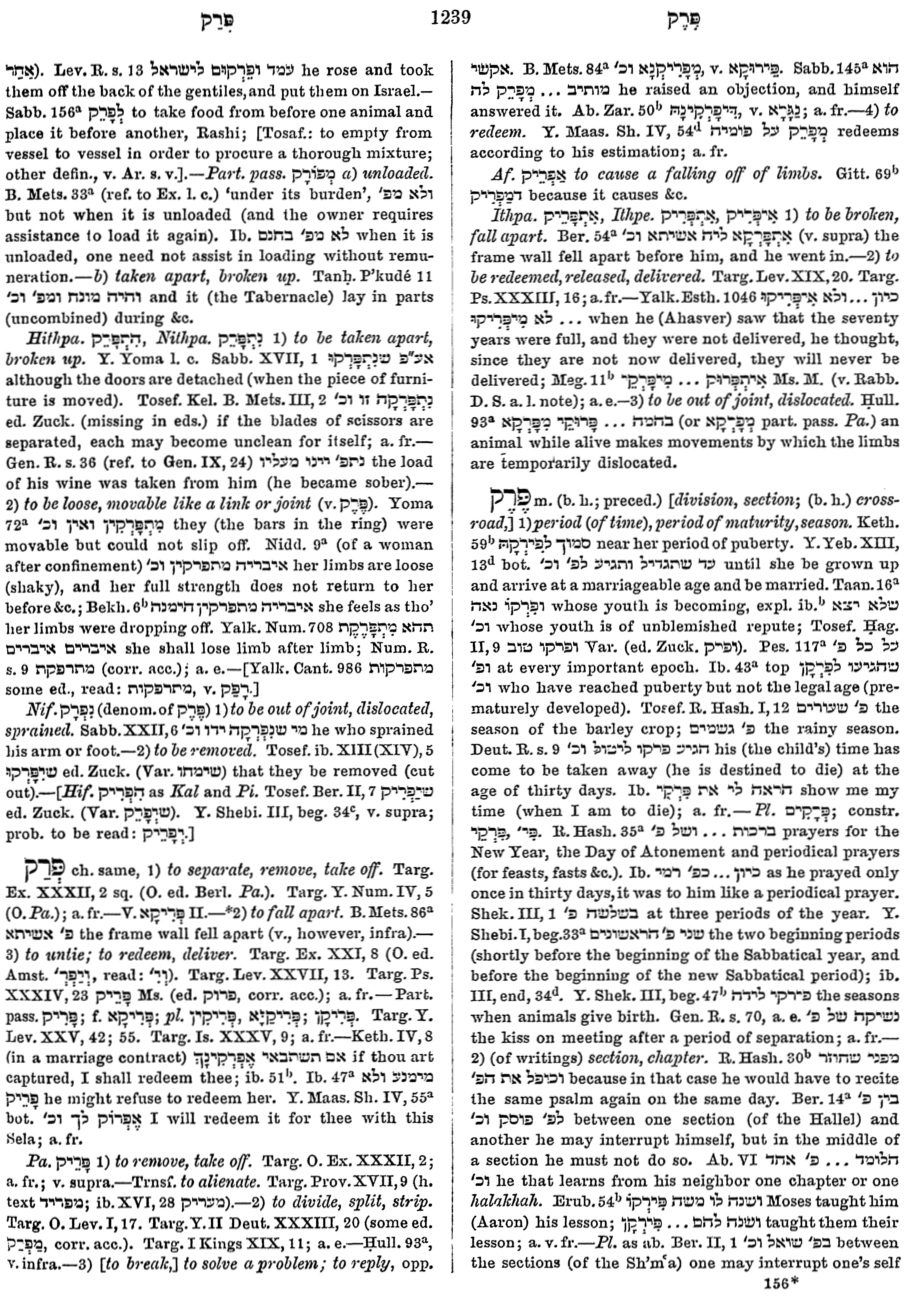 פְּרַק 1239 פֶּרֶק
אַחֲרֵי). Lev. R. s. 13 עמד ופֵרְקוּם לישראל he rose and took
them off the back of the gentiles, and put them on Israel.—
Sabb. 156ᵃ לְפָרֵק to take food from before one animal and
place it before another, Rashi; [Tosaf.: to empty from
vessel to vessel in order to procure a thorough mixture;
other defin., v. Ar. s. v.].—Part. pass. מְפוֹרָק a) unloaded.
B. Mets. 33ᵃ (ref. to Ex. l. c.) ‘under its burden’, ולא מפ׳
but not when it is unloaded (and the owner requires
assistance to load it again). Ib. לא מפ׳ בחנם when it is
unloaded, one need not assist in loading without remu-
neration.—b) taken apart, broken up. Tanḥ. P’kudé 11
והיה מונח ומפ׳ וכ׳ and it (the Tabernacle) lay in parts
(uncombined) during &c.
Hithpa. הִתְפָּרֵק, Nithpa. נִתְפָּרֵק 1) to be taken apart,
broken up. Y. Yoma l. c. Sabb. XVII, 1 אע״פ שנִתְפָּרְקוּ
although the doors are detached (when the piece of furni-
ture is moved). Tosef. Kel. B. Mets. III, 2 נִתְפָּרְקָה זו וכ׳
ed. Zuck. (missing in eds.) if the blades of scissors are
separated, each may become unclean for itself; a. fr.—
Gen. R. s. 36 (ref. to Gen. IX, 24) נתפ׳ יינו מעליו the load
of his wine was taken from him (he became sober).—
2) to be loose, movable like a link or joint (v. פֶּרֶק). Yoma
72ᵃ מִתְפָּרְקִין ואין וכ׳ they (the bars in the ring) were
movable but could not slip off. Nidd. 9ᵃ (of a woman
after confinement) איבריה מתפרקין וכ׳ her limbs are loose
(shaky), and her full strength does not return to her
before &c.; Bekh. 6ᵇ איבריה מתפרקין הימנה she feels as tho’
her limbs were dropping off. Yalk. Num. 708 תהא מִתְפָּרֶקֶת
איברים איברים she shall lose limb after limb; Num. R.
s. 9 מתרפקת (corr. acc.); a. e.—[Yalk. Cant. 986 מתפרקות
some ed., read: מתרפקות, v. רָפַק.]
Nif. נִפְרָק (denom. of פֶּרֶק) 1) to be out of joint, dislocated,
sprained. Sabb. XXII, 6 מי שנִפְרְקָה ידו וכ׳ he who sprained
his arm or foot.—2) to be removed. Tosef. ib. XIII (XIV), 5
שיִפָּרְקוּ ed. Zuck. (Var. שימחו) that they be removed (cut
out).—[Hif. הִפְרִיק as Kal and Pi. Tosef. Ber. II, 7 שיַפְרִיק
ed. Zuck. (Var. שיְפָרֵק). Y. Shebi. III, beg. 34ᶜ, v. supra;
prob. to be read: וְפָרֵיק.]
פְּרַק ch. same, 1) to separate, remove, take off. Targ.
Ex. XXXII, 2 sq. (O. ed. Berl. Pa.). Targ. Y. Num. IV, 5
(O. Pa.); a. fr.—V. פְּרִיקָא II.—*2) to fall apart. B. Mets. 86ᵃ
פ׳ אשיתא the frame wall fell apart (v., however, infra).—
3) to untie; to redeem, deliver. Targ. Ex. XXI, 8 (O. ed.
Amst. וִיפַרְ׳, read: וְיִ׳). Targ. Lev. XXVII, 13. Targ. Ps.
XXXIV, 23 פָּרֵיק Ms. (ed. פרוק, corr. acc.); a. fr.—Part.
pass. פְּרִיק; f. פְּרִיקָא; pl. פְּרִיקִין, פְּרִיקַיָּא; פְּרִיקָן. Targ. Y.
Lev. XXV, 42; 55. Targ. Is. XXXV, 9; a. fr.—Keth. IV, 8
(in a marriage contract) אם תשתבאי אֶפְרְקִינָךְ if thou art
captured, I shall redeem thee; ib. 51ᵇ. Ib. 47ᵃ מימנע ולא
פָּרֵיק he might refuse to redeem her. Y. Maas. Sh. IV, 55ᵃ
bot. אֶפְרוֹק לך וכ׳ I will redeem it for thee with this
Sela; a. fr.
Pa. פָּרֵיק 1) to remove, take off. Targ. O. Ex. XXXII, 2;
a. fr.; v. supra.—Trnsf. to alienate. Targ. Prov. XVII, 9 (h.
text מפריד; ib. XVI, 28 מעריק).—2) to divide, split, strip.
Targ. O. Lev. I, 17. Targ. Y. II Deut. XXXIII, 20 (some ed.
מַפְרֵק, corr. acc.). Targ. I Kings XIX, 11; a. e.—Ḥull. 93ᵃ,
v. infra.—3) [to break,] to solve a problem; to reply, opp.
אקשי. B. Mets. 84ᵃ מְפָרֵיקְנָא וכ׳, v. פֵּירוּקָא. Sabb. 145ᵃ הוא
מותיב ... מְפָרֵק לה he raised an objection, and himself
answered it. Ab. Zar. 50ᵇ דִּיפָרְקִינַהּ, v. נַגָּרָא; a. fr.—4) to
redeem. Y. Maas. Sh. IV, 54ᵈ מְפָרֵק על פומיה redeems
according to his estimation; a. fr.
Af. אַפְרֵיק to cause a falling off of limbs. Gitt. 69ᵇ
דמַפְרֵיק because it causes &c.
Ithpa. אִתְפָּרֵיק, Ithpe. אִיפְּרִיק, אִתְפְּרֵיק 1) to be broken,
fall apart. Ber. 54ᵃ אִתְפָּרְקָא ליה אשיתא וכ׳ (v. supra) the
frame wall fell apart before him, and he went in.—2) to
be redeemed, released, delivered. Targ. Lev. XIX, 20. Targ.
Ps. XXXIII, 16; a. fr.—Yalk. Esth. 1046 כיון ... ולא איפְּרִיקוּ
... לא מיפְּרִיקוּ when he (Ahasver) saw that the seventy
years were full, and they were not delivered, he thought,
since they are not now delivered, they will never be
delivered; Meg. 11ᵇ אִיתְפְּרוּק ... מִיפָּרְקֵי Ms. M. (v. Rabb.
D. S. a. l. note); a. e.—3) to be out of joint, dislocated. Ḥull.
93ᵃ בחמה ... פְּרוּקֵי מִפָּרְקָא (or מְפָרְקָא part. pass. Pa.) an
animal while alive makes movements by which the limbs
are temporarily dislocated.
פֶּרֶק m. (b. h.; preced.) [division, section; (b. h.) cross-
road,] 1) period (of time), period of maturity, season. Keth.
59ᵇ סמוך לפִירְקָהּ near her period of puberty. Y. Yeb. XIII,
13ᵈ bot. עד שתגדיל ותגיע לפ׳ וכ׳ until she be grown up
and arrive at a marriageable age and be married. Taan. 16ᵃ
ופִרְקוֹ נאה whose youth is becoming, expl. ib.ᵇ שלא יצא
וכ׳ whose youth is of unblemished repute; Tosef. Ḥag.
II, 9 ופרקו טוב Var. (ed. Zuck. ופריק). Pes. 117ᵃ על כל פ׳
ופ׳ at every important epoch. Ib. 43ᵃ top שהגיעו לפִרְקָן
וכ׳ who have reached puberty but not the legal age (pre-
maturely developed). Tosef. R. Hash. I, 12 פ׳ שעורים the
season of the barley crop; פ׳ גשמים the rainy season.
Deut. R. s. 9 הגיע פרקו ליטול וכ׳ his (the child’s) time has
come to be taken away (he is destined to die) at the
age of thirty days. Ib. הראה לי את פִּרְקִי show me my
time (when I am to die); a. fr.—Pl. פְּרָקִים; constr.
פִּרְקֵי, פִּי׳. R. Hash. 35ᵃ ברכות ... ושל פ׳ prayers for the
New Year, the Day of Atonement and periodical prayers
(for feasts, fasts &c.). Ib. כיון ... כפ׳ דמי as he prayed only
once in thirty days, it was to him like a periodical prayer.
Shek. III, 1 בשלשה פ׳ at three periods of the year. Y.
Shebi. I, beg. 33ᵃ שני פ׳ הראשונים the two beginning periods
(shortly before the beginning of the Sabbatical year, and
before the beginning of the new Sabbatical period); ib.
III, end, 34ᵈ. Y. Shek. III, beg. 47ᵇ פירקי לידה the seasons
when animals give birth. Gen. R. s. 70, a. e. נשיקה של פ׳
the kiss on meeting after a period of separation; a. fr.—
2) (of writings) section, chapter. R. Hash. 30ᵇ מפני שחוזר
וכופל את הפ׳ because in that case he would have to recite
the same psalm again on the same day. Ber. 14ᵃ בין פ׳
לפ׳ פוסק וכ׳ between one section (of the Hallel) and
another he may interrupt himself, but in the middle of
a section he must not do so. Ab. VI הלומד ... פ׳ אחד
וכ׳ he that learns from his neighbor one chapter or one
halakhah. Erub. 54ᵇ ושנה לו משה פִּירְקוֹ Moses taught him
(Aaron) his lesson; ושנה להם ... פִּירְקָן taught them their
lesson; a. v. fr.—Pl. as ab. Ber. II, 1 בפ׳ שואל וכ׳ between
the sections (of the Sh’m‘a) one may interrupt one’s self
156*